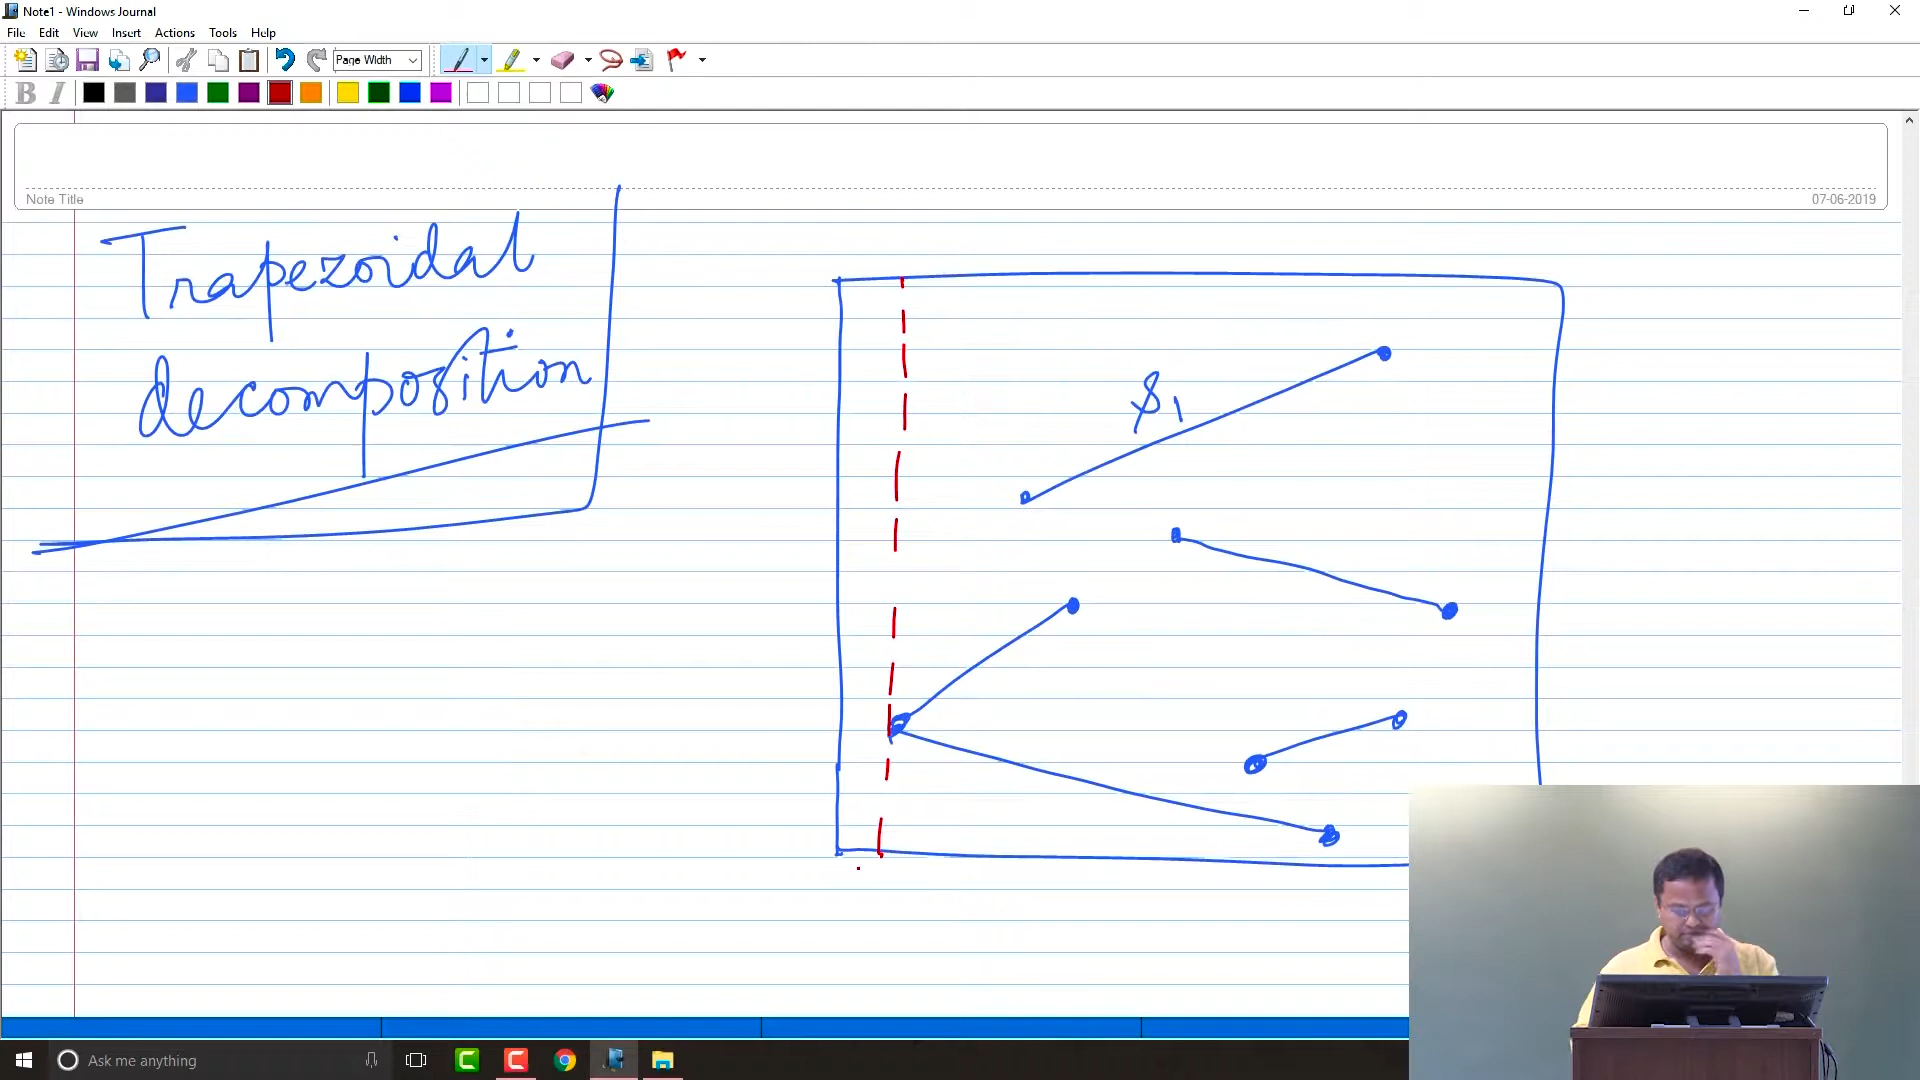 Note1 - Windows Journal
File Edit View Insert Actions Tools Help
Page Width
B I
Note Title
07-06-2019
Trapezoidal
decomposition
S1
Ask me anything